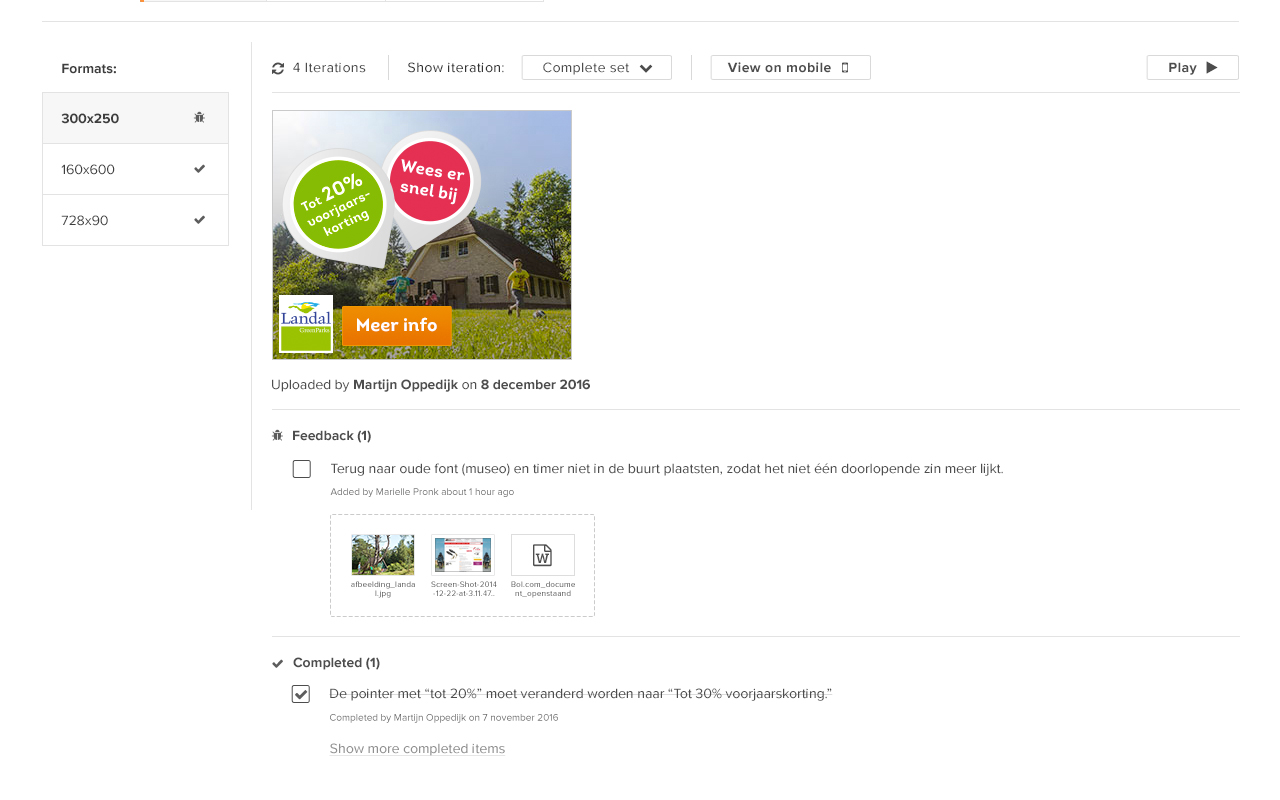 Formats:
300x250
160x600
728x90
4 Iterations
Show iteration:
Complete set
View on mobile
Play
Wees er
snel bij
Tot 20%
voorjaars-
korting
Landal
GreenParks
Meer info
Uploaded by Martijn Oppedijk on 8 december 2016
Feedback (1)
Terug naar oude font (museo) en timer niet in de buurt plaatsten, zodat het niet één doorlopende zin meer lijkt.
Added by Marielle Pronk about 1 hour ago
afbeelding_landa
l.jpg
Screen-Shot-2014
-12-22-at-3.11.47..
W
Bol.com_docume
nt_openstaand
Completed (1)
De pointer met “tot 20%” moet veranderd worden naar “Tot 30% voorjaarskorting.”
Completed by Martijn Oppedijk on 7 november 2016
Show more completed items